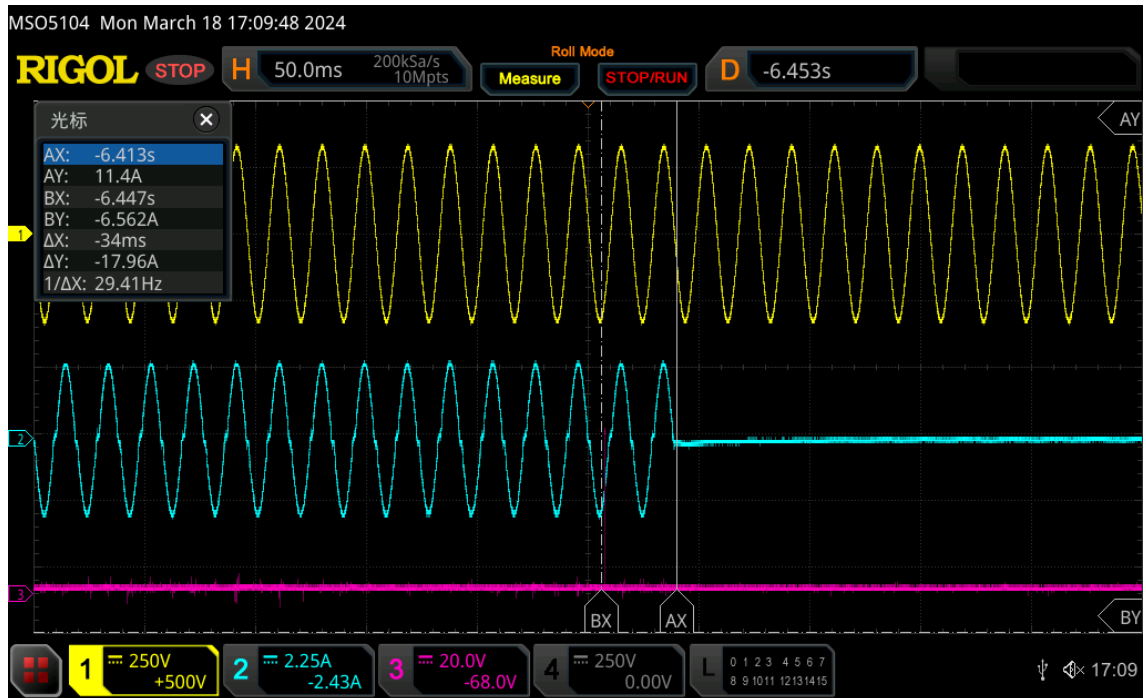 MSO5104 Mon March 18 17:09:48 2024
RIGOL STOP H 50.0ms 200kSa/s 10Mpts Roll Mode Measure STOP/RUN D -6.453s
光标
AX: -6.413s
AY: 11.4A
BX: -6.447s
BY: -6.562A
ΔX: -34ms
ΔY: -17.96A
1/ΔX: 29.41Hz
AY
1
2
3
BX AX BY
1 250V +500V
2 2.25A -2.43A
3 20.0V -68.0V
4 250V 0.00V
L 0 1 2 3 4 5 6 7
8 9 10 11 12 13 14 15
17:09